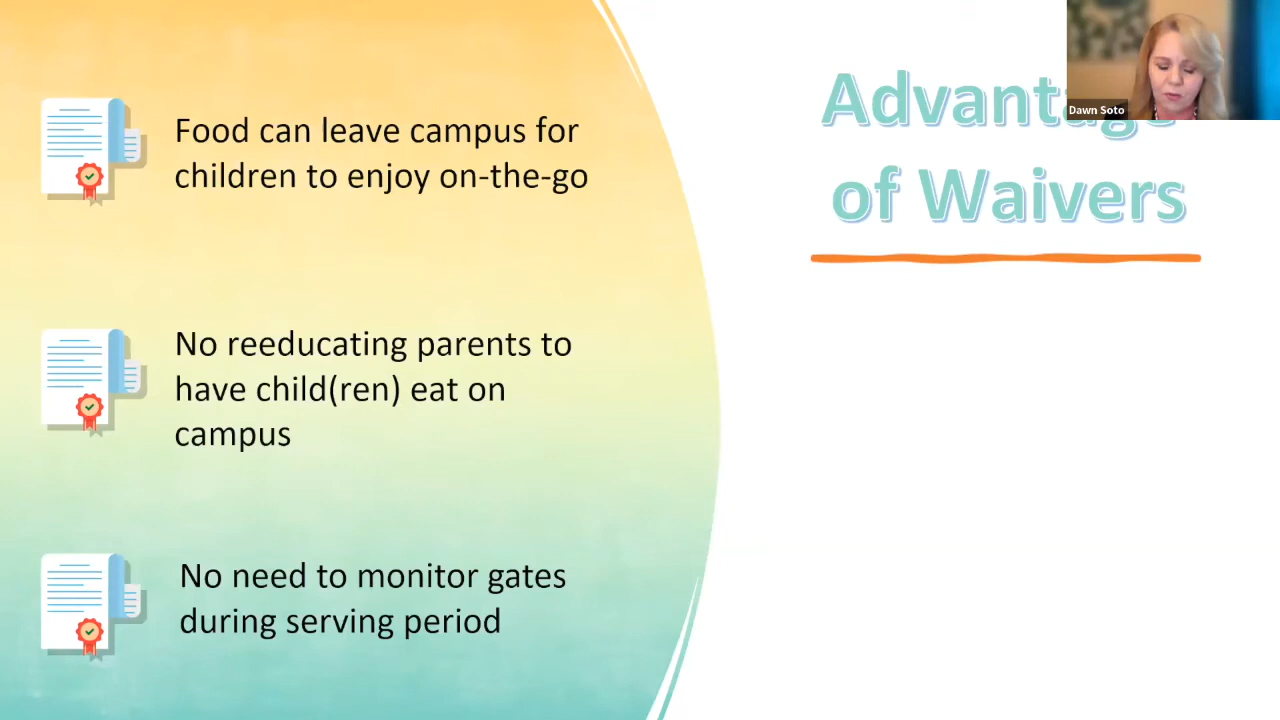 Food can leave campus for
children to enjoy on-the-go
No reeducating parents to
have child(ren) eat on
campus
No need to monitor gates
during serving period
of Waivers
Dawn Soto